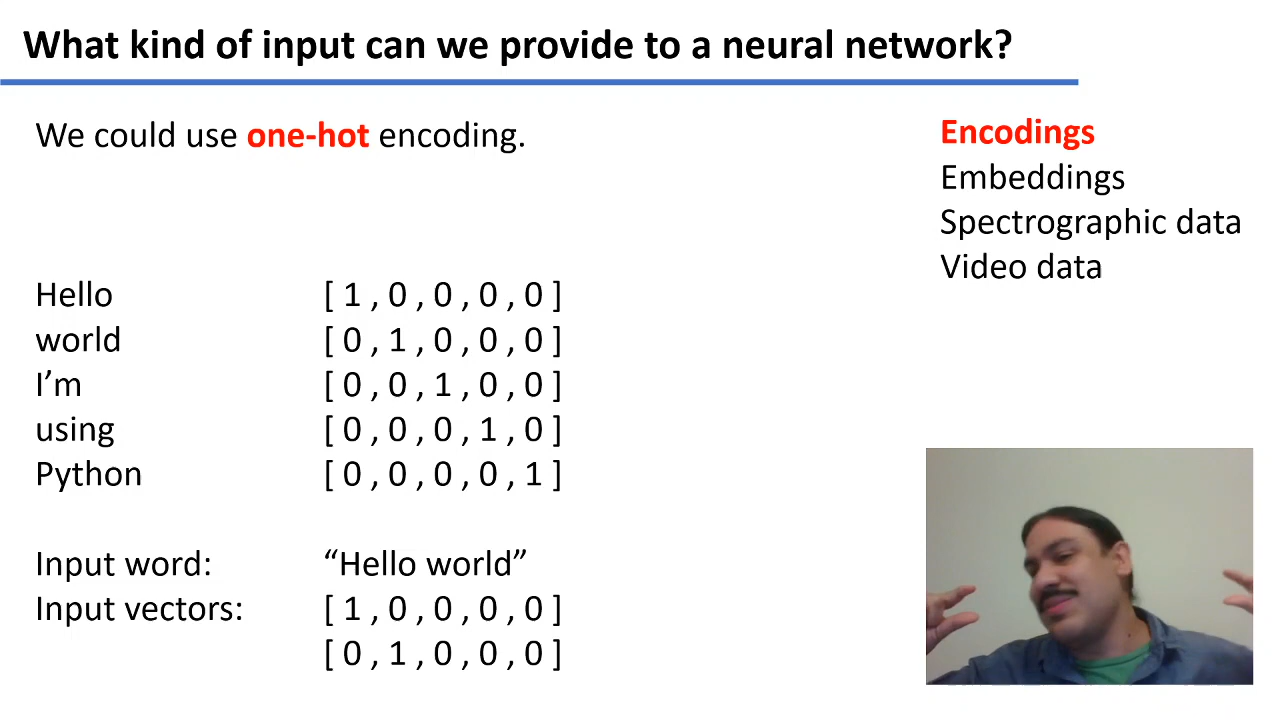 What kind of input can we provide to a neural network?
We could use one-hot encoding.
Encodings
Embeddings
Spectrographic data
Video data
Hello [ 1 , 0 , 0 , 0 , 0 ]
world [ 0 , 1 , 0 , 0 , 0 ]
I’m [ 0 , 0 , 1 , 0 , 0 ]
using [ 0 , 0 , 0 , 1 , 0 ]
Python [ 0 , 0 , 0 , 0 , 1 ]
Input word: “Hello world”
Input vectors: [ 1 , 0 , 0 , 0 , 0 ]
[ 0 , 1 , 0 , 0 , 0 ]